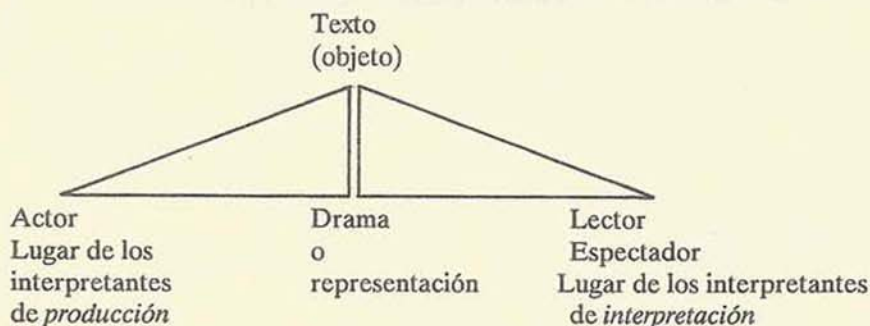 Texto
(objeto)
Actor
Lugar de los
interpretantes
de producción
Drama
o
representación
Lector
Espectador
Lugar de los interpretantes
de interpretación